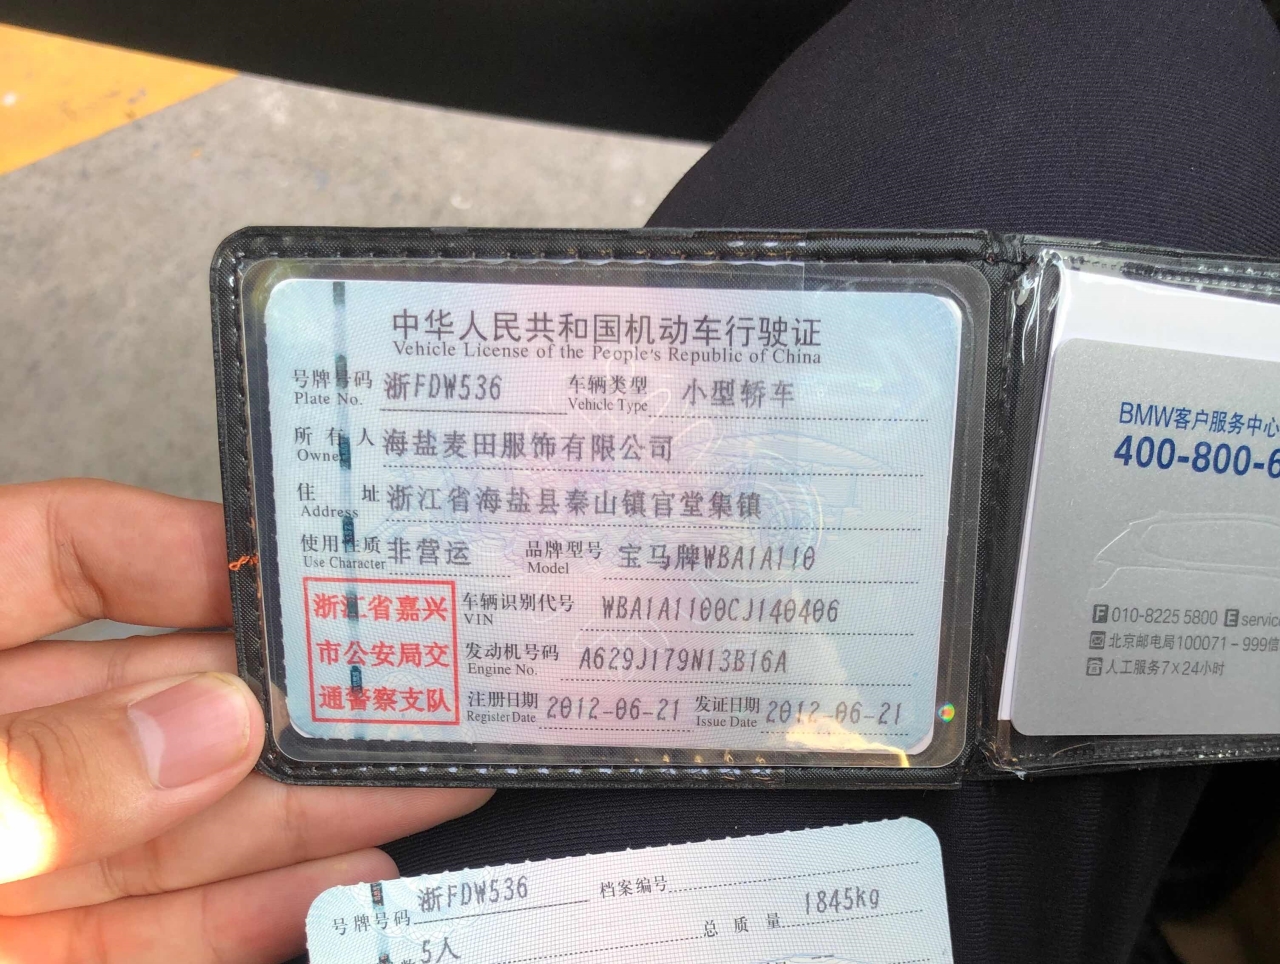 中华人民共和国机动车行驶证
Vehicle License of the People's Republic of China
号牌号码 浙FDW536 车辆类型 小型轿车
Plate No. Vehicle Type
所有人 海盐麦田服饰有限公司
Owner
住址 浙江省海盐县秦山镇官堂集镇
Address
使用性质 非营运 品牌型号 宝马牌WBA1A110
Use Character Model
浙江省嘉兴
市公安局交
通警察支队
车辆识别代号 WBA1A1100CJ140406
VIN
发动机号码 A629J179N13B16A
Engine No.
注册日期 2012-06-21 发证日期 2012-06-21
Register Date Issue Date
BMW客户服务中心
400-800-6
F 010-8225 5800 E service
北京邮电局100071-999信
人工服务7×24小时
号牌号码 浙FDW536 档案编号
5人 总质量 1845kg